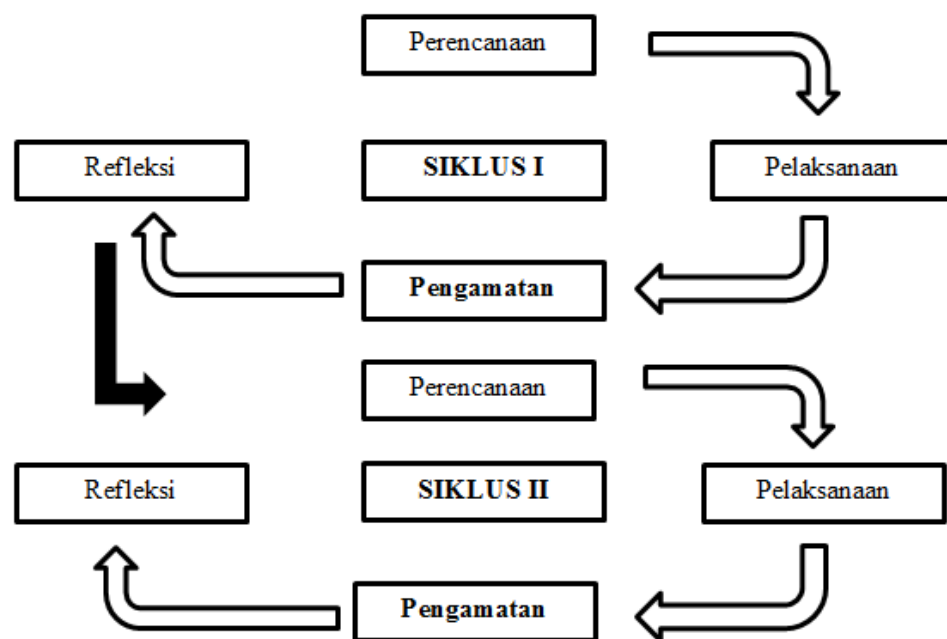 Perencanaan
Refleksi
SIKLUS I
Pelaksanaan
Pengamatan
Perencanaan
Refleksi
SIKLUS II
Pelaksanaan
Pengamatan